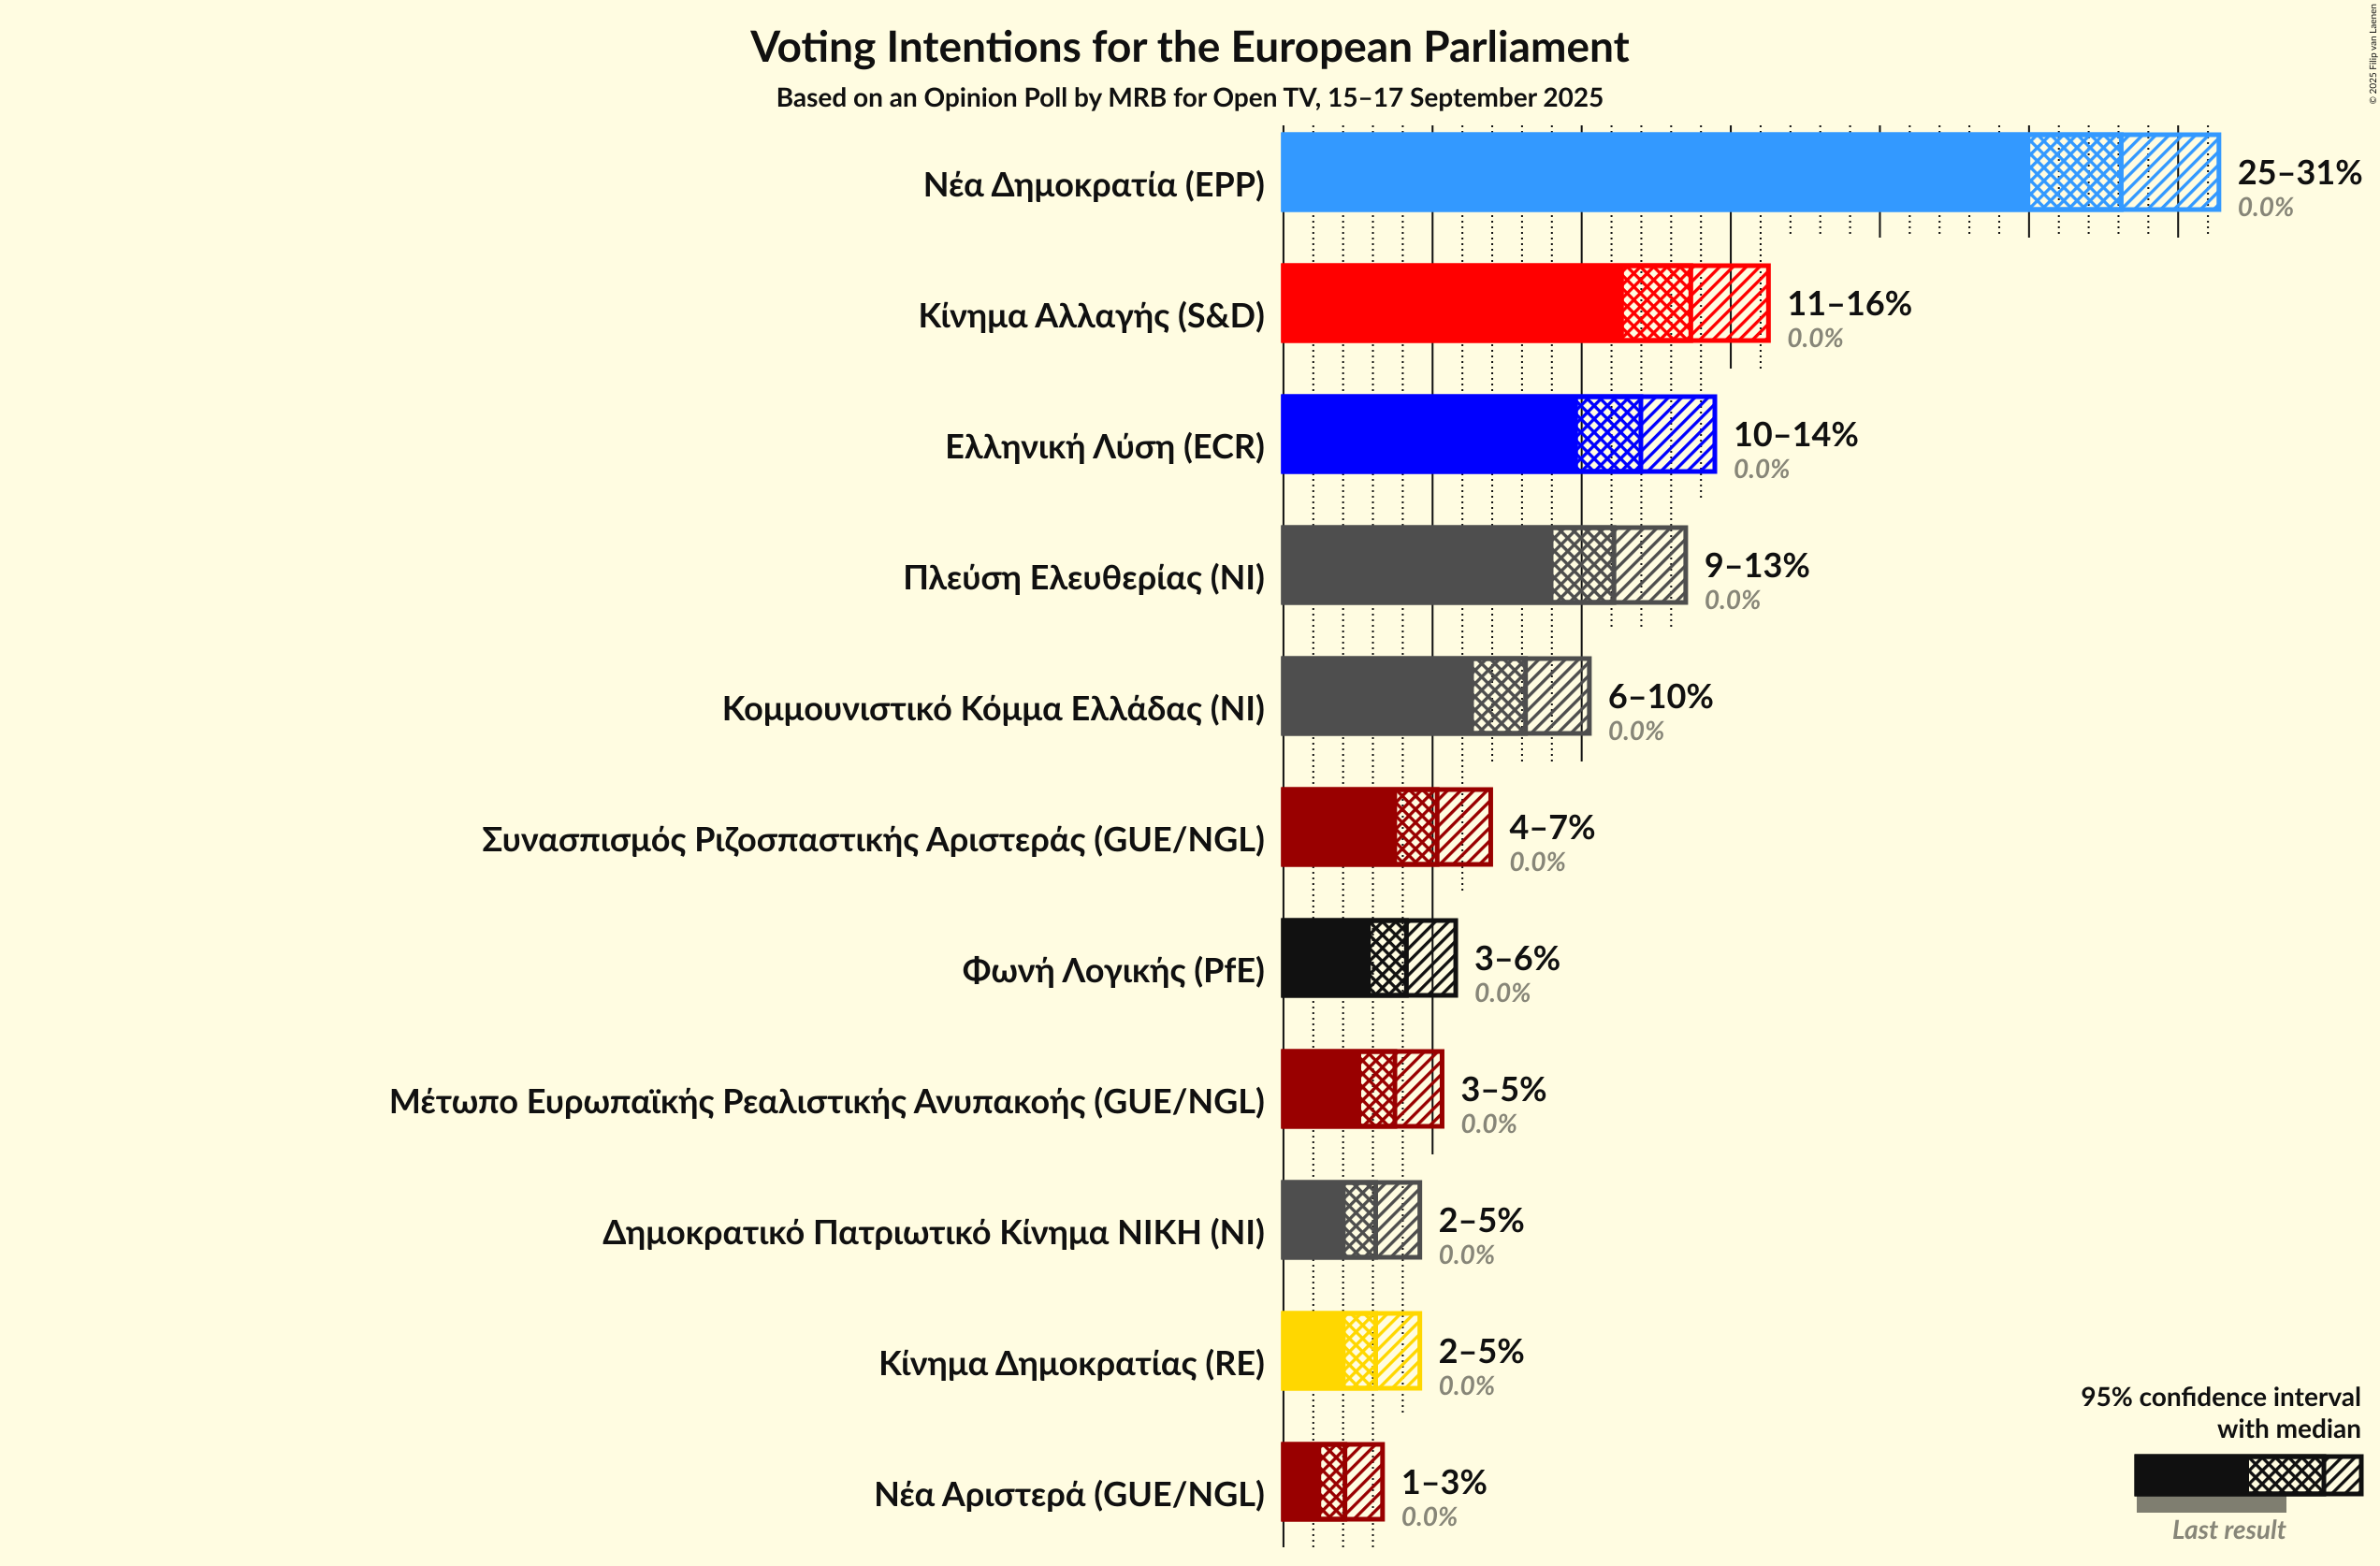 © 2025 Filip van Laenen
Voting Intentions for the European Parliament
Based on an Opinion Poll by MRB for Open TV, 15–17 September 2025
Νέα Δημοκρατία (EPP)
25–31%
0.0%
Κίνημα Αλλαγής (S&D)
11–16%
0.0%
Ελληνική Λύση (ECR)
10–14%
0.0%
Πλεύση Ελευθερίας (NI)
9–13%
0.0%
Κομμουνιστικό Κόμμα Ελλάδας (NI)
6–10%
0.0%
Συνασπισμός Ριζοσπαστικής Αριστεράς (GUE/NGL)
4–7%
0.0%
Φωνή Λογικής (PfE)
3–6%
0.0%
Μέτωπο Ευρωπαϊκής Ρεαλιστικής Ανυπακοής (GUE/NGL)
3–5%
0.0%
Δημοκρατικό Πατριωτικό Κίνημα ΝΙΚΗ (NI)
2–5%
0.0%
Κίνημα Δημοκρατίας (RE)
2–5%
0.0%
Νέα Αριστερά (GUE/NGL)
1–3%
0.0%
95% confidence interval
with median
Last result